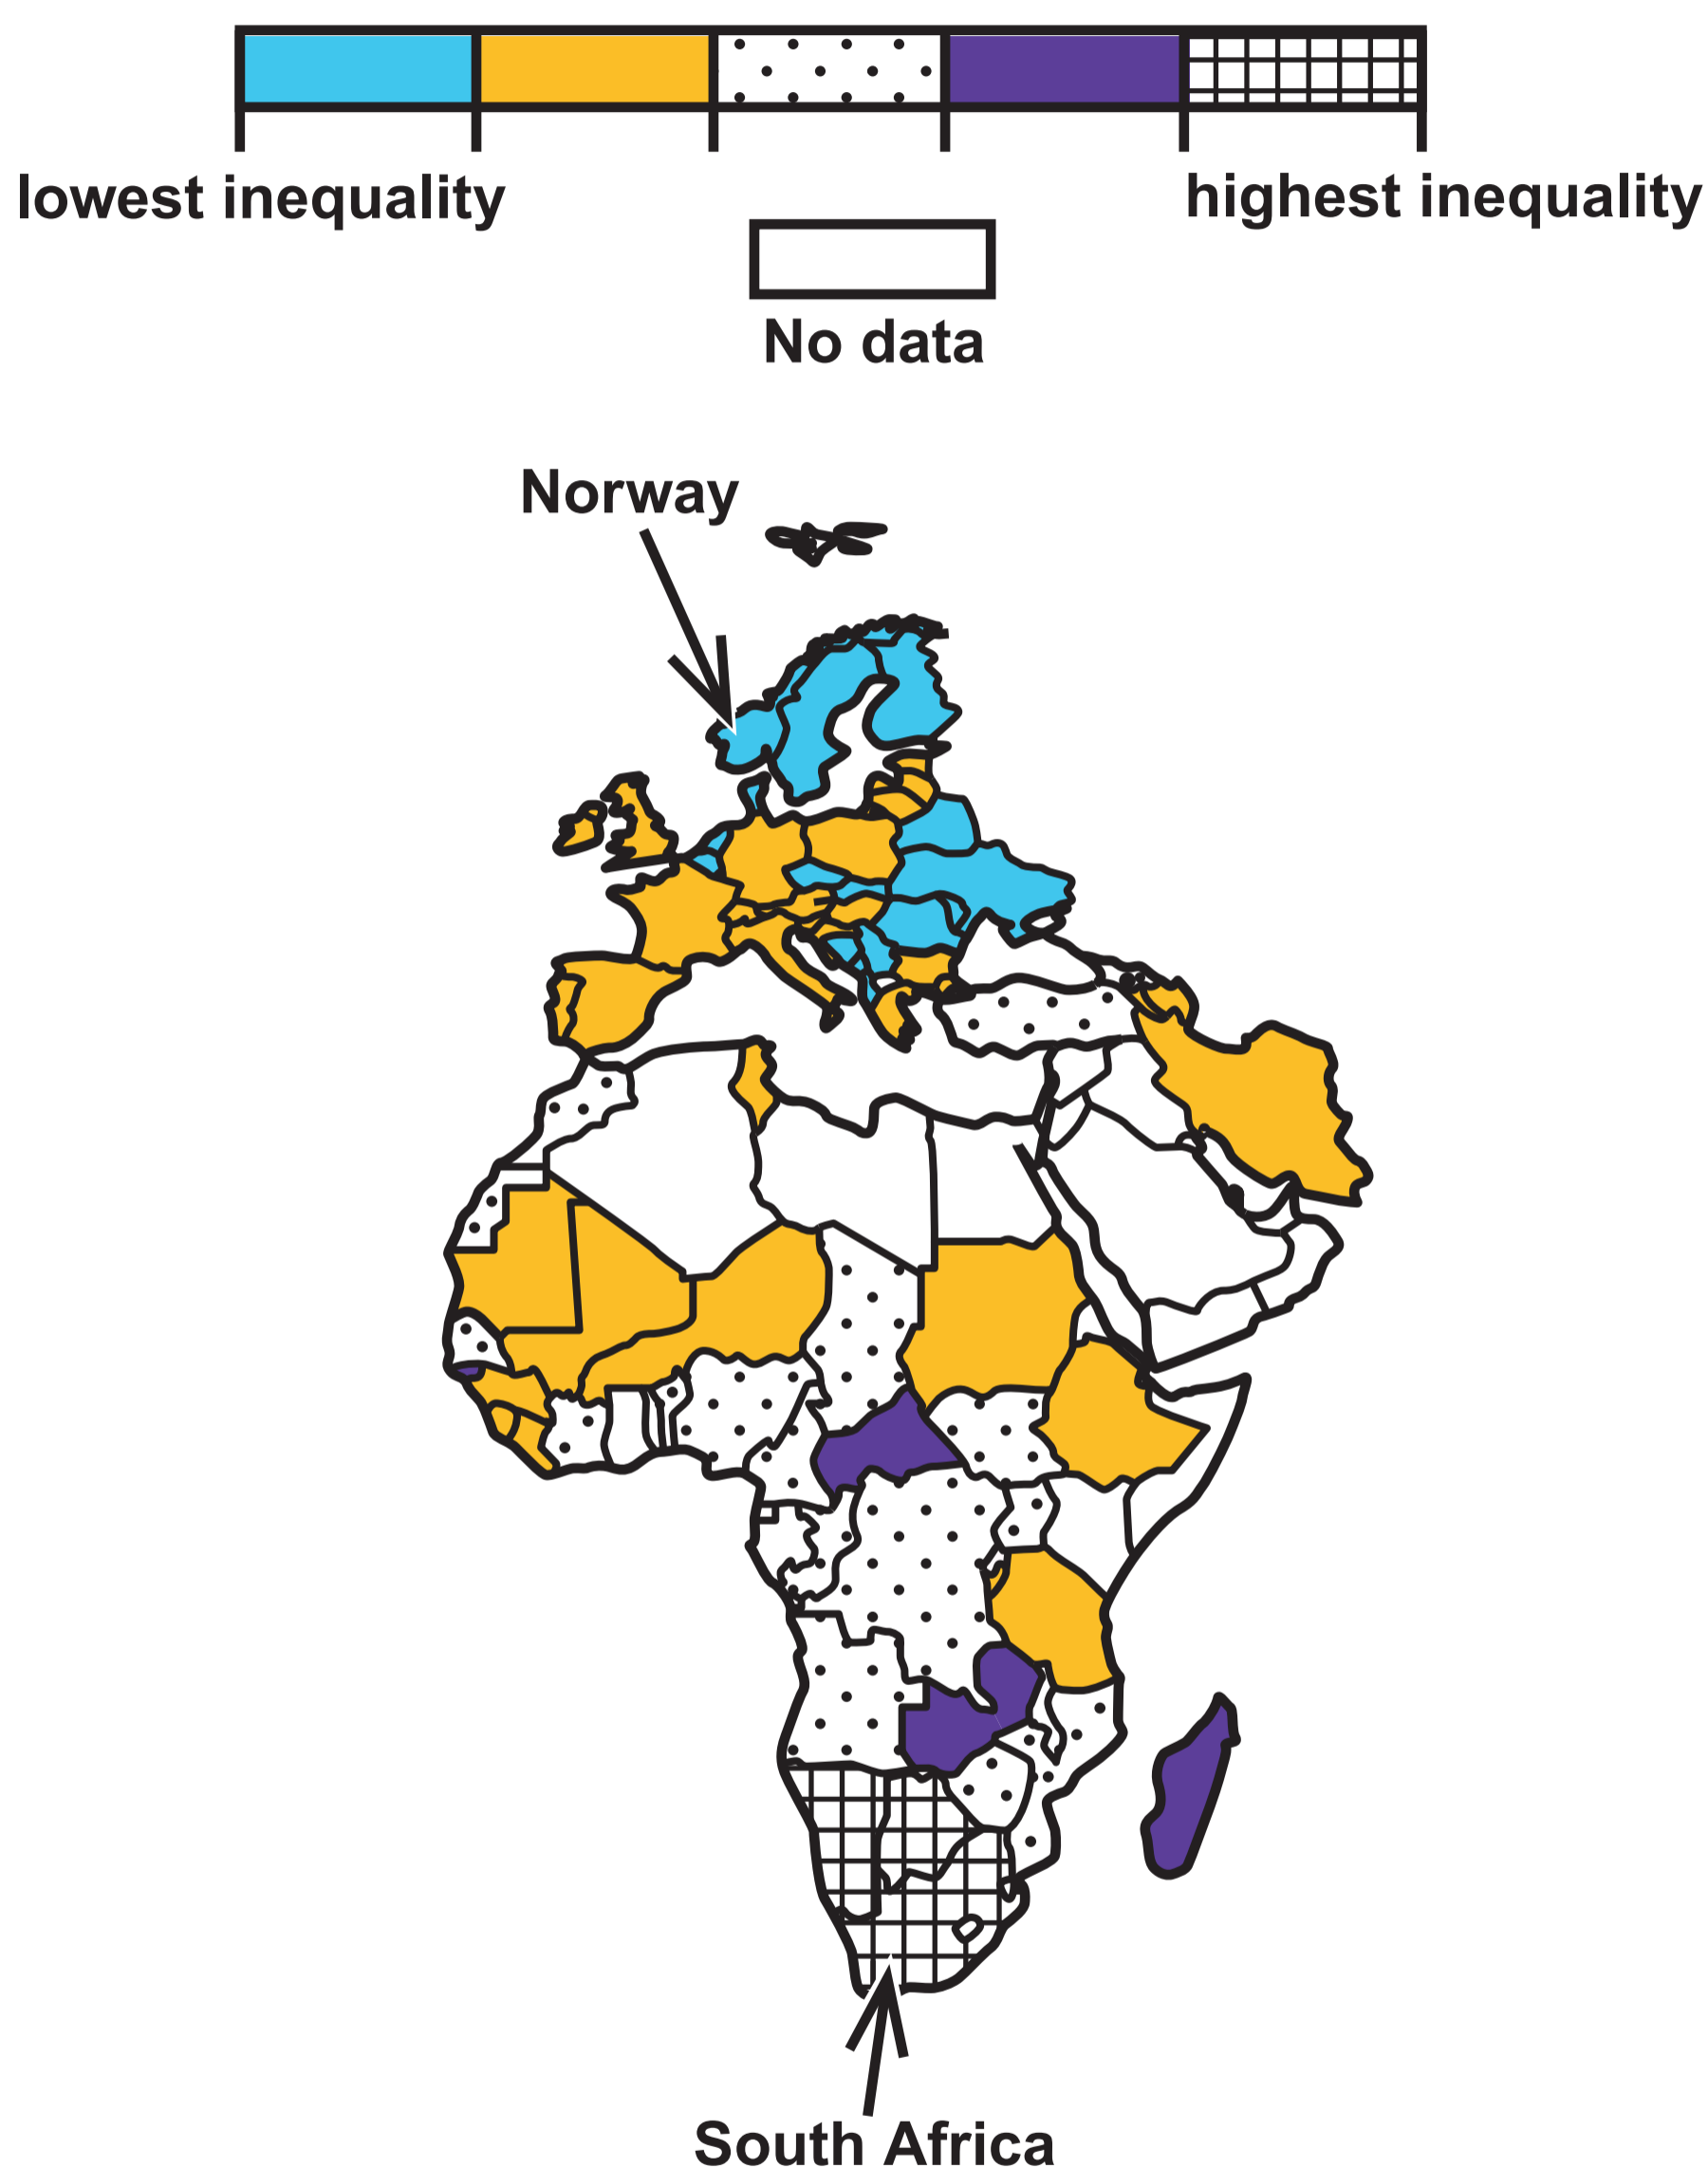 lowest inequality
highest inequality
No data
Norway
South Africa